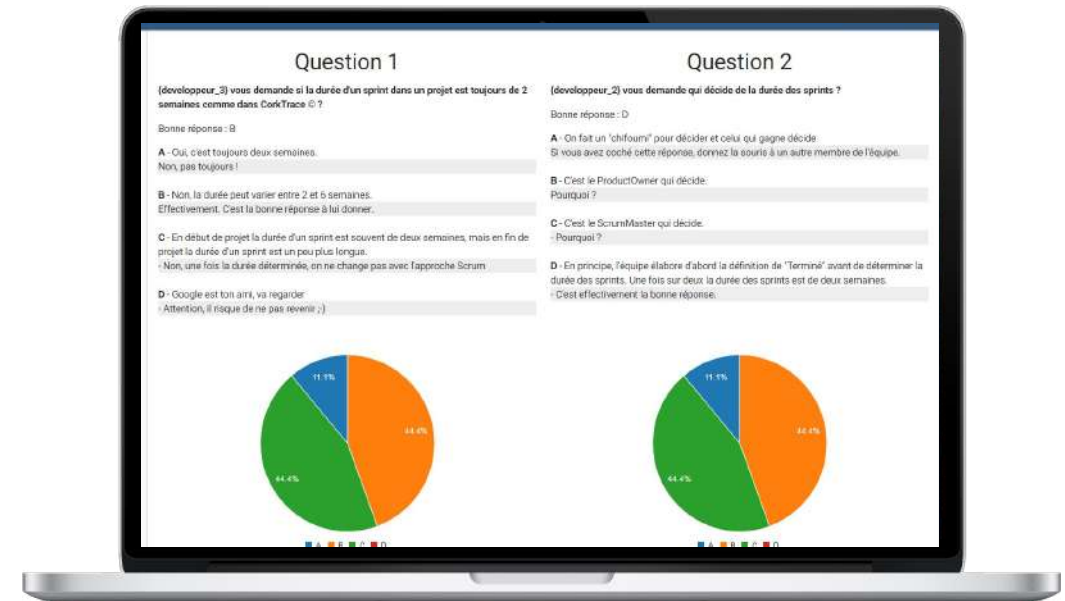 Question 1
{developpeur_3} vous demande si la durée d'un sprint dans un projet est toujours de 2
semaines comme dans CorkTrace © ?
Bonne réponse : B
A - Oui, c'est toujours deux semaines.
Non, pas toujours !
B - Non, la durée peut varier entre 2 et 6 semaines.
Effectivement. C'est la bonne réponse à lui donner.
C - En début de projet la durée d'un sprint est souvent de deux semaines, mais en fin de
projet la durée d'un sprint est un peu plus longue.
- Non, une fois la durée déterminée, on ne change pas avec l'approche Scrum
D - Google est ton ami, va regarder
- Attention, il risque de ne pas revenir ;-)
11.1%
44.4%
44.4%
A B C D
Question 2
{developpeur_2} vous demande qui décide de la durée des sprints ?
Bonne réponse : D
A - On fait un "chifoumi" pour décider et celui qui gagne décide.
Si vous avez coché cette réponse, donnez la souris à un autre membre de l'équipe.
B - C'est le ProductOwner qui décide.
Pourquoi ?
C - C'est le ScrumMaster qui décide.
- Pourquoi ?
D - En principe, l'équipe élabore d'abord la définition de "Terminé" avant de déterminer la
durée des sprints. Une fois sur deux la durée des sprints est de deux semaines.
- C'est effectivement la bonne réponse.
11.1%
44.4%
44.4%
A B C D